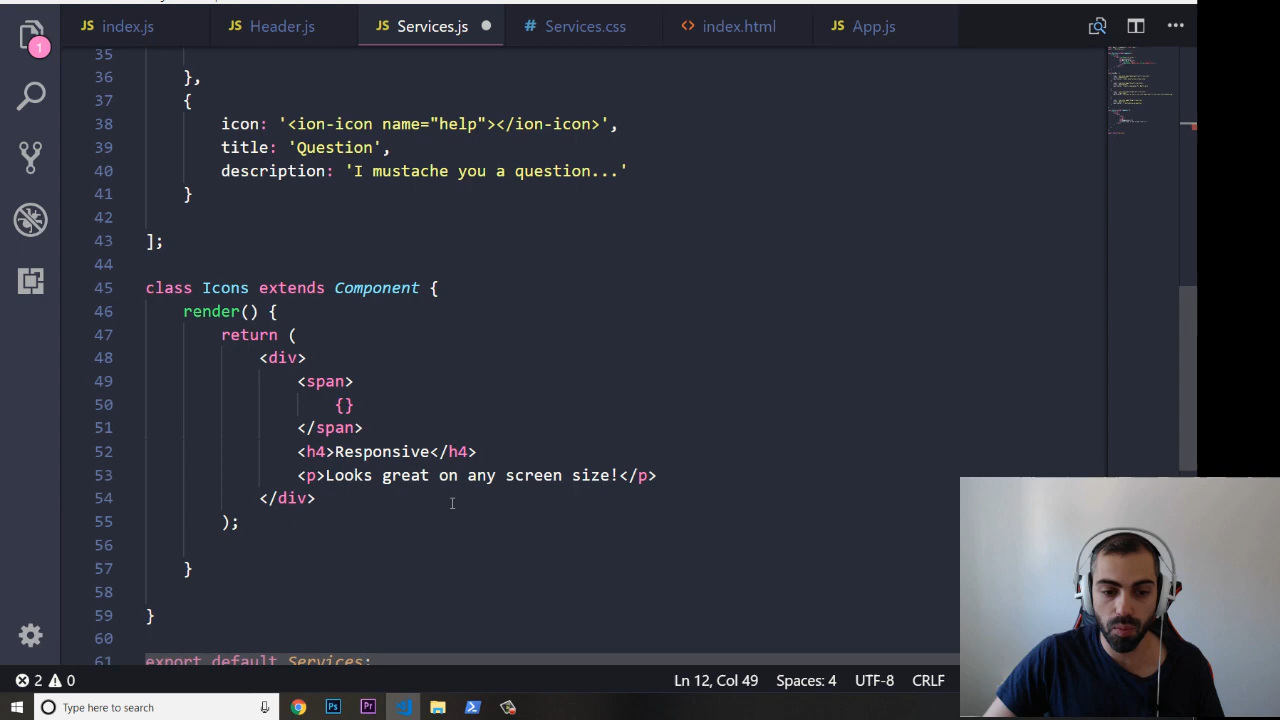 JS index.js JS Header.js JS Services.js # Services.css <> index.html JS App.js
1
35
36 },
37 {
38 icon: '<ion-icon name="help"></ion-icon>',
39 title: 'Question',
40 description: 'I mustache you a question...'
41 }
42
43 ];
44
45 class Icons extends Component {
46 render() {
47 return (
48 <div>
49 <span>
50 {}
51 </span>
52 <h4>Responsive</h4>
53 <p>Looks great on any screen size!</p>
54 </div>
55 );
56
57 }
58
59 }
60
61 export default Services;
2 0 Ln 12, Col 49 Spaces: 4 UTF-8 CRLF
Type here to search Ps Pr